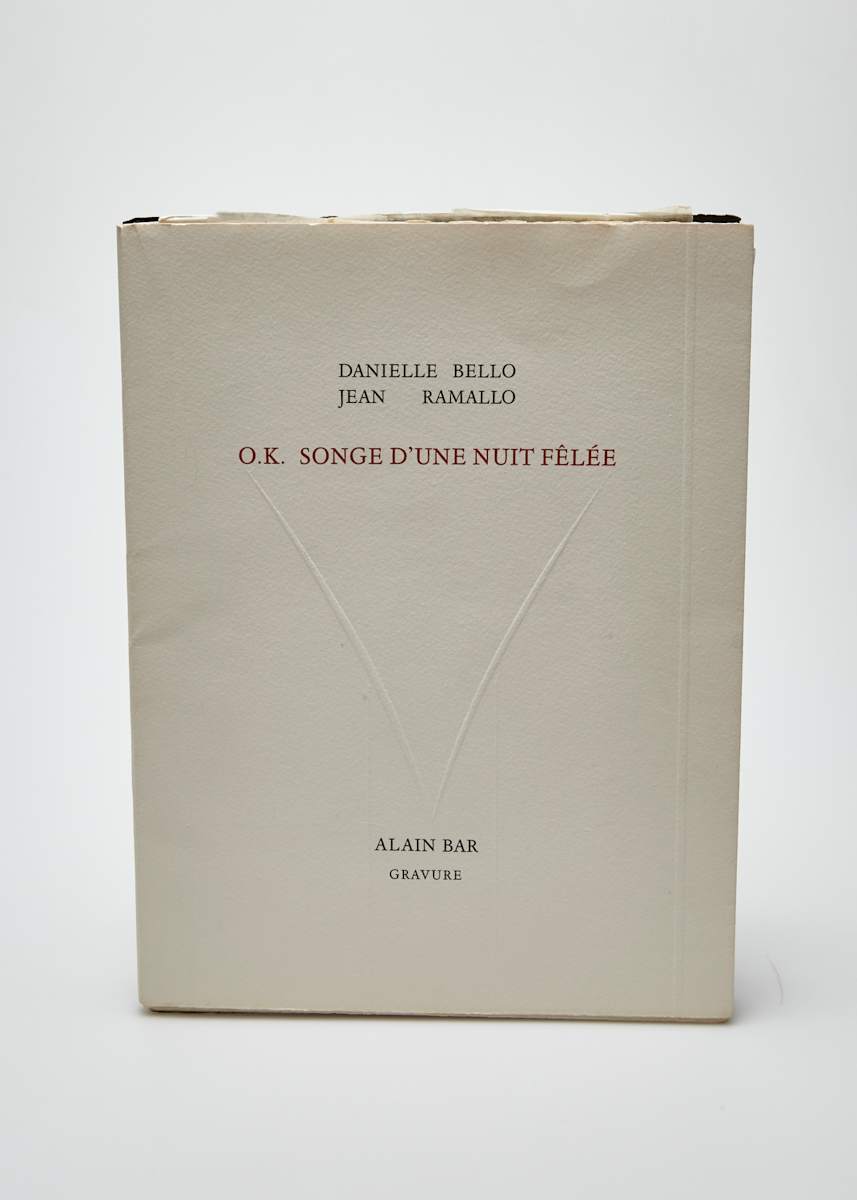 DANIELLE BELLO
JEAN RAMALLO
O.K. SONGE D'UNE NUIT FÊLÉE
ALAIN BAR
GRAVURE